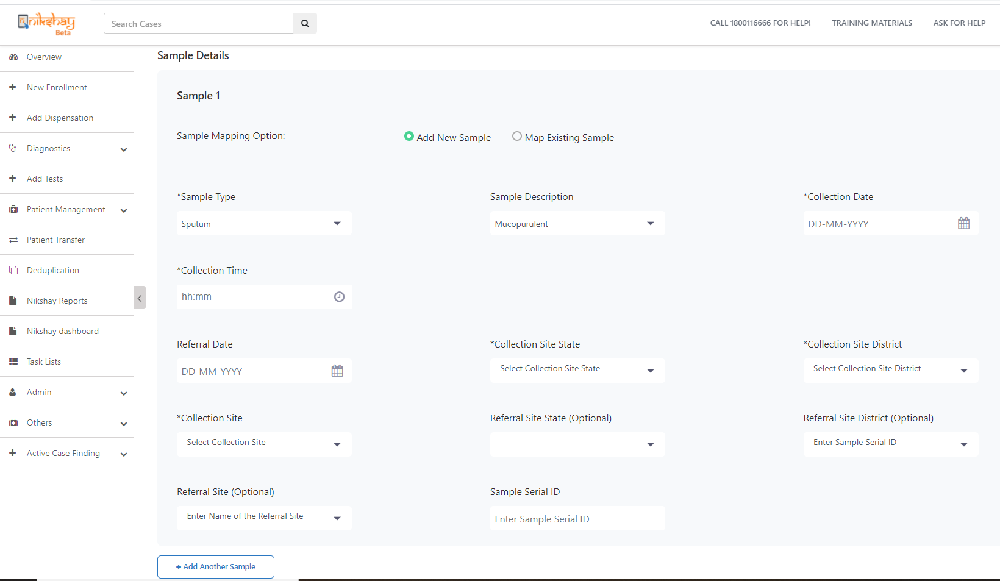 nikshay
Beta
Search Cases
CALL 1800116666 FOR HELP!
TRAINING MATERIALS
ASK FOR HELP
Overview
New Enrollment
Add Dispensation
Diagnostics
Add Tests
Patient Management
Patient Transfer
Deduplication
Nikshay Reports
Nikshay dashboard
Task Lists
Admin
Others
Active Case Finding
Sample Details
Sample 1
Sample Mapping Option:
Add New Sample
Map Existing Sample
*Sample Type
Sample Description
*Collection Date
Sputum
Mucopurulent
DD-MM-YYYY
*Collection Time
hh:mm
Referral Date
*Collection Site State
*Collection Site District
DD-MM-YYYY
Select Collection Site State
Select Collection Site District
*Collection Site
Referral Site State (Optional)
Referral Site District (Optional)
Select Collection Site
Enter Sample Serial ID
Referral Site (Optional)
Sample Serial ID
Enter Name of the Referral Site
Enter Sample Serial ID
+ Add Another Sample